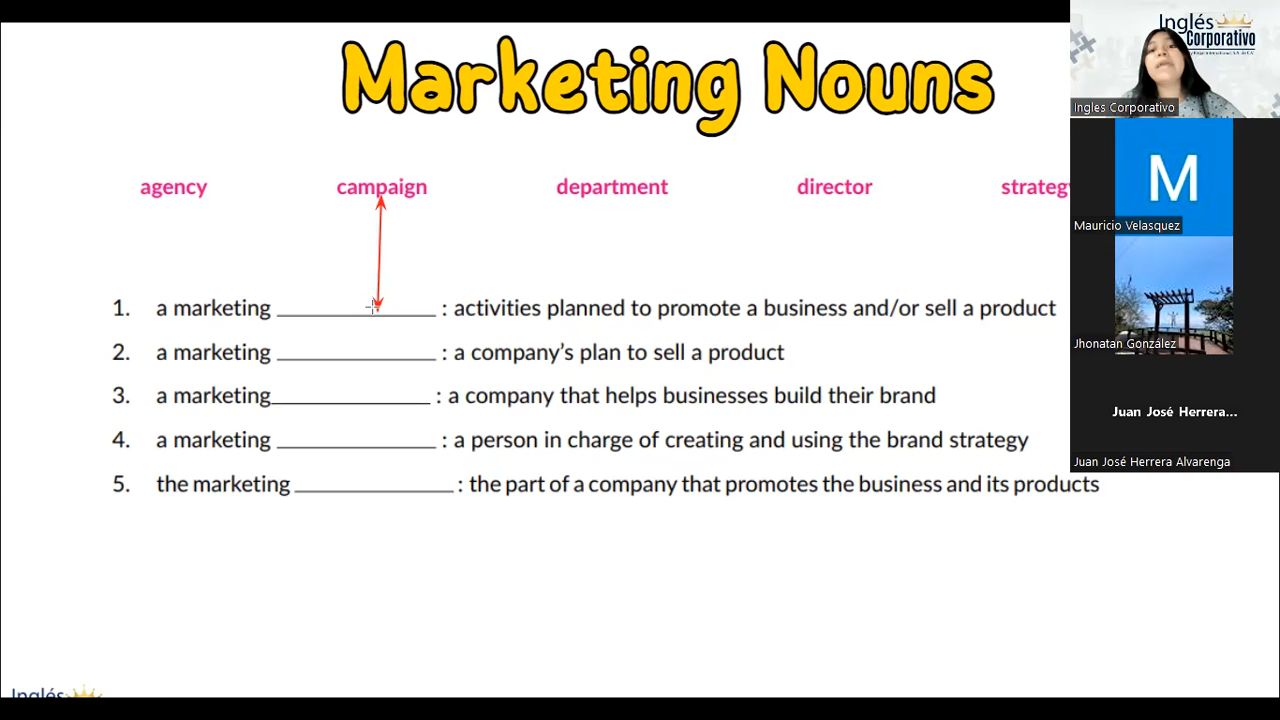 Marketing Nouns
agency campaign department director strategy
1. a marketing ______________ : activities planned to promote a business and/or sell a product
2. a marketing ______________ : a company's plan to sell a product
3. a marketing______________ : a company that helps businesses build their brand
4. a marketing ______________ : a person in charge of creating and using the brand strategy
5. the marketing ______________ : the part of a company that promotes the business and its products
Inglés
Corporativo
Ingles Corporativo
M
Mauricio Velasquez
Jhonatan González
Juan José Herrera...
Juan José Herrera Alvarenga
Inglés